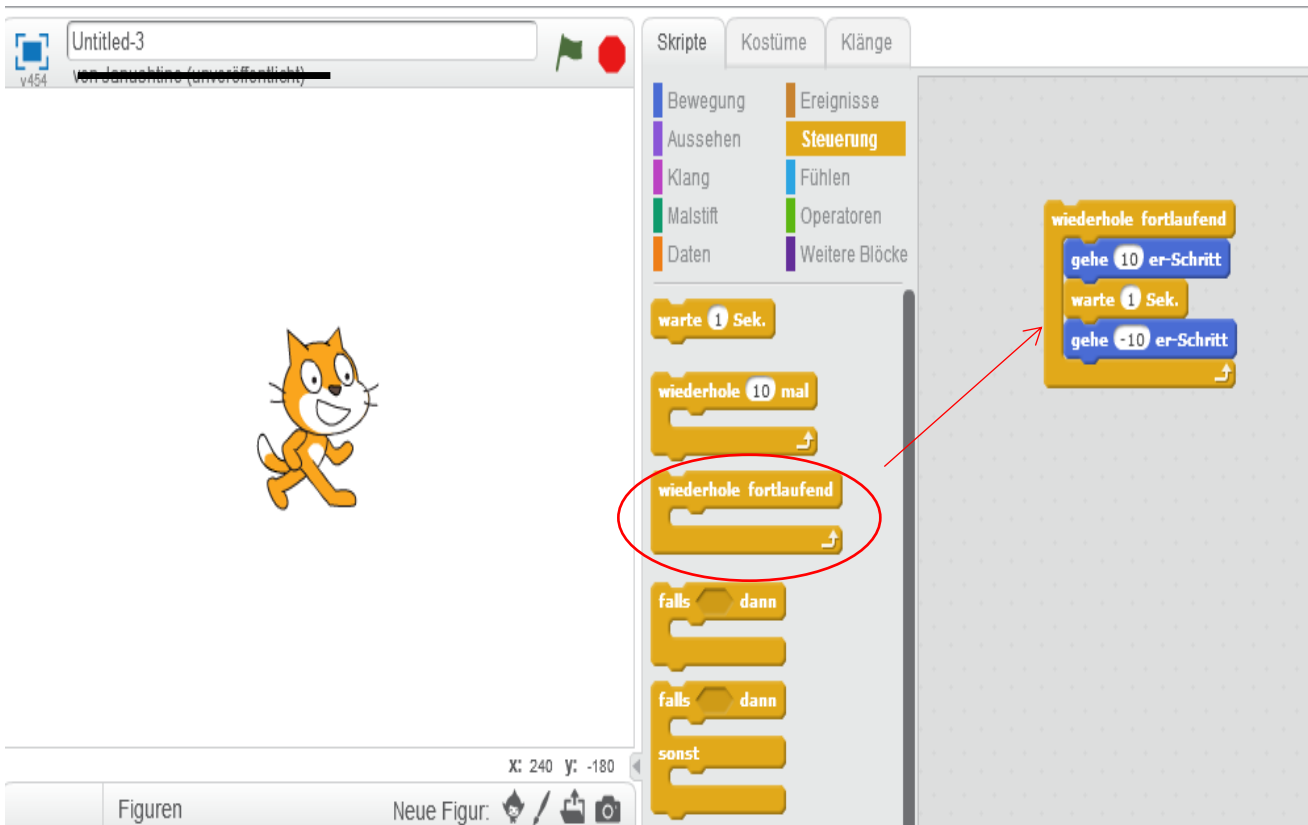 Untitled-3
v454
Skripte
Kostüme
Klänge
Bewegung
Ereignisse
Aussehen
Steuerung
Klang
Fühlen
Malstift
Operatoren
Daten
Weitere Blöcke
warte 1 Sek.
wiederhole 10 mal
wiederhole fortlaufend
falls dann
falls dann
sonst
wiederhole fortlaufend
gehe 10 er-Schritt
warte 1 Sek.
gehe -10 er-Schritt
x: 240 y: -180
Figuren
Neue Figur: